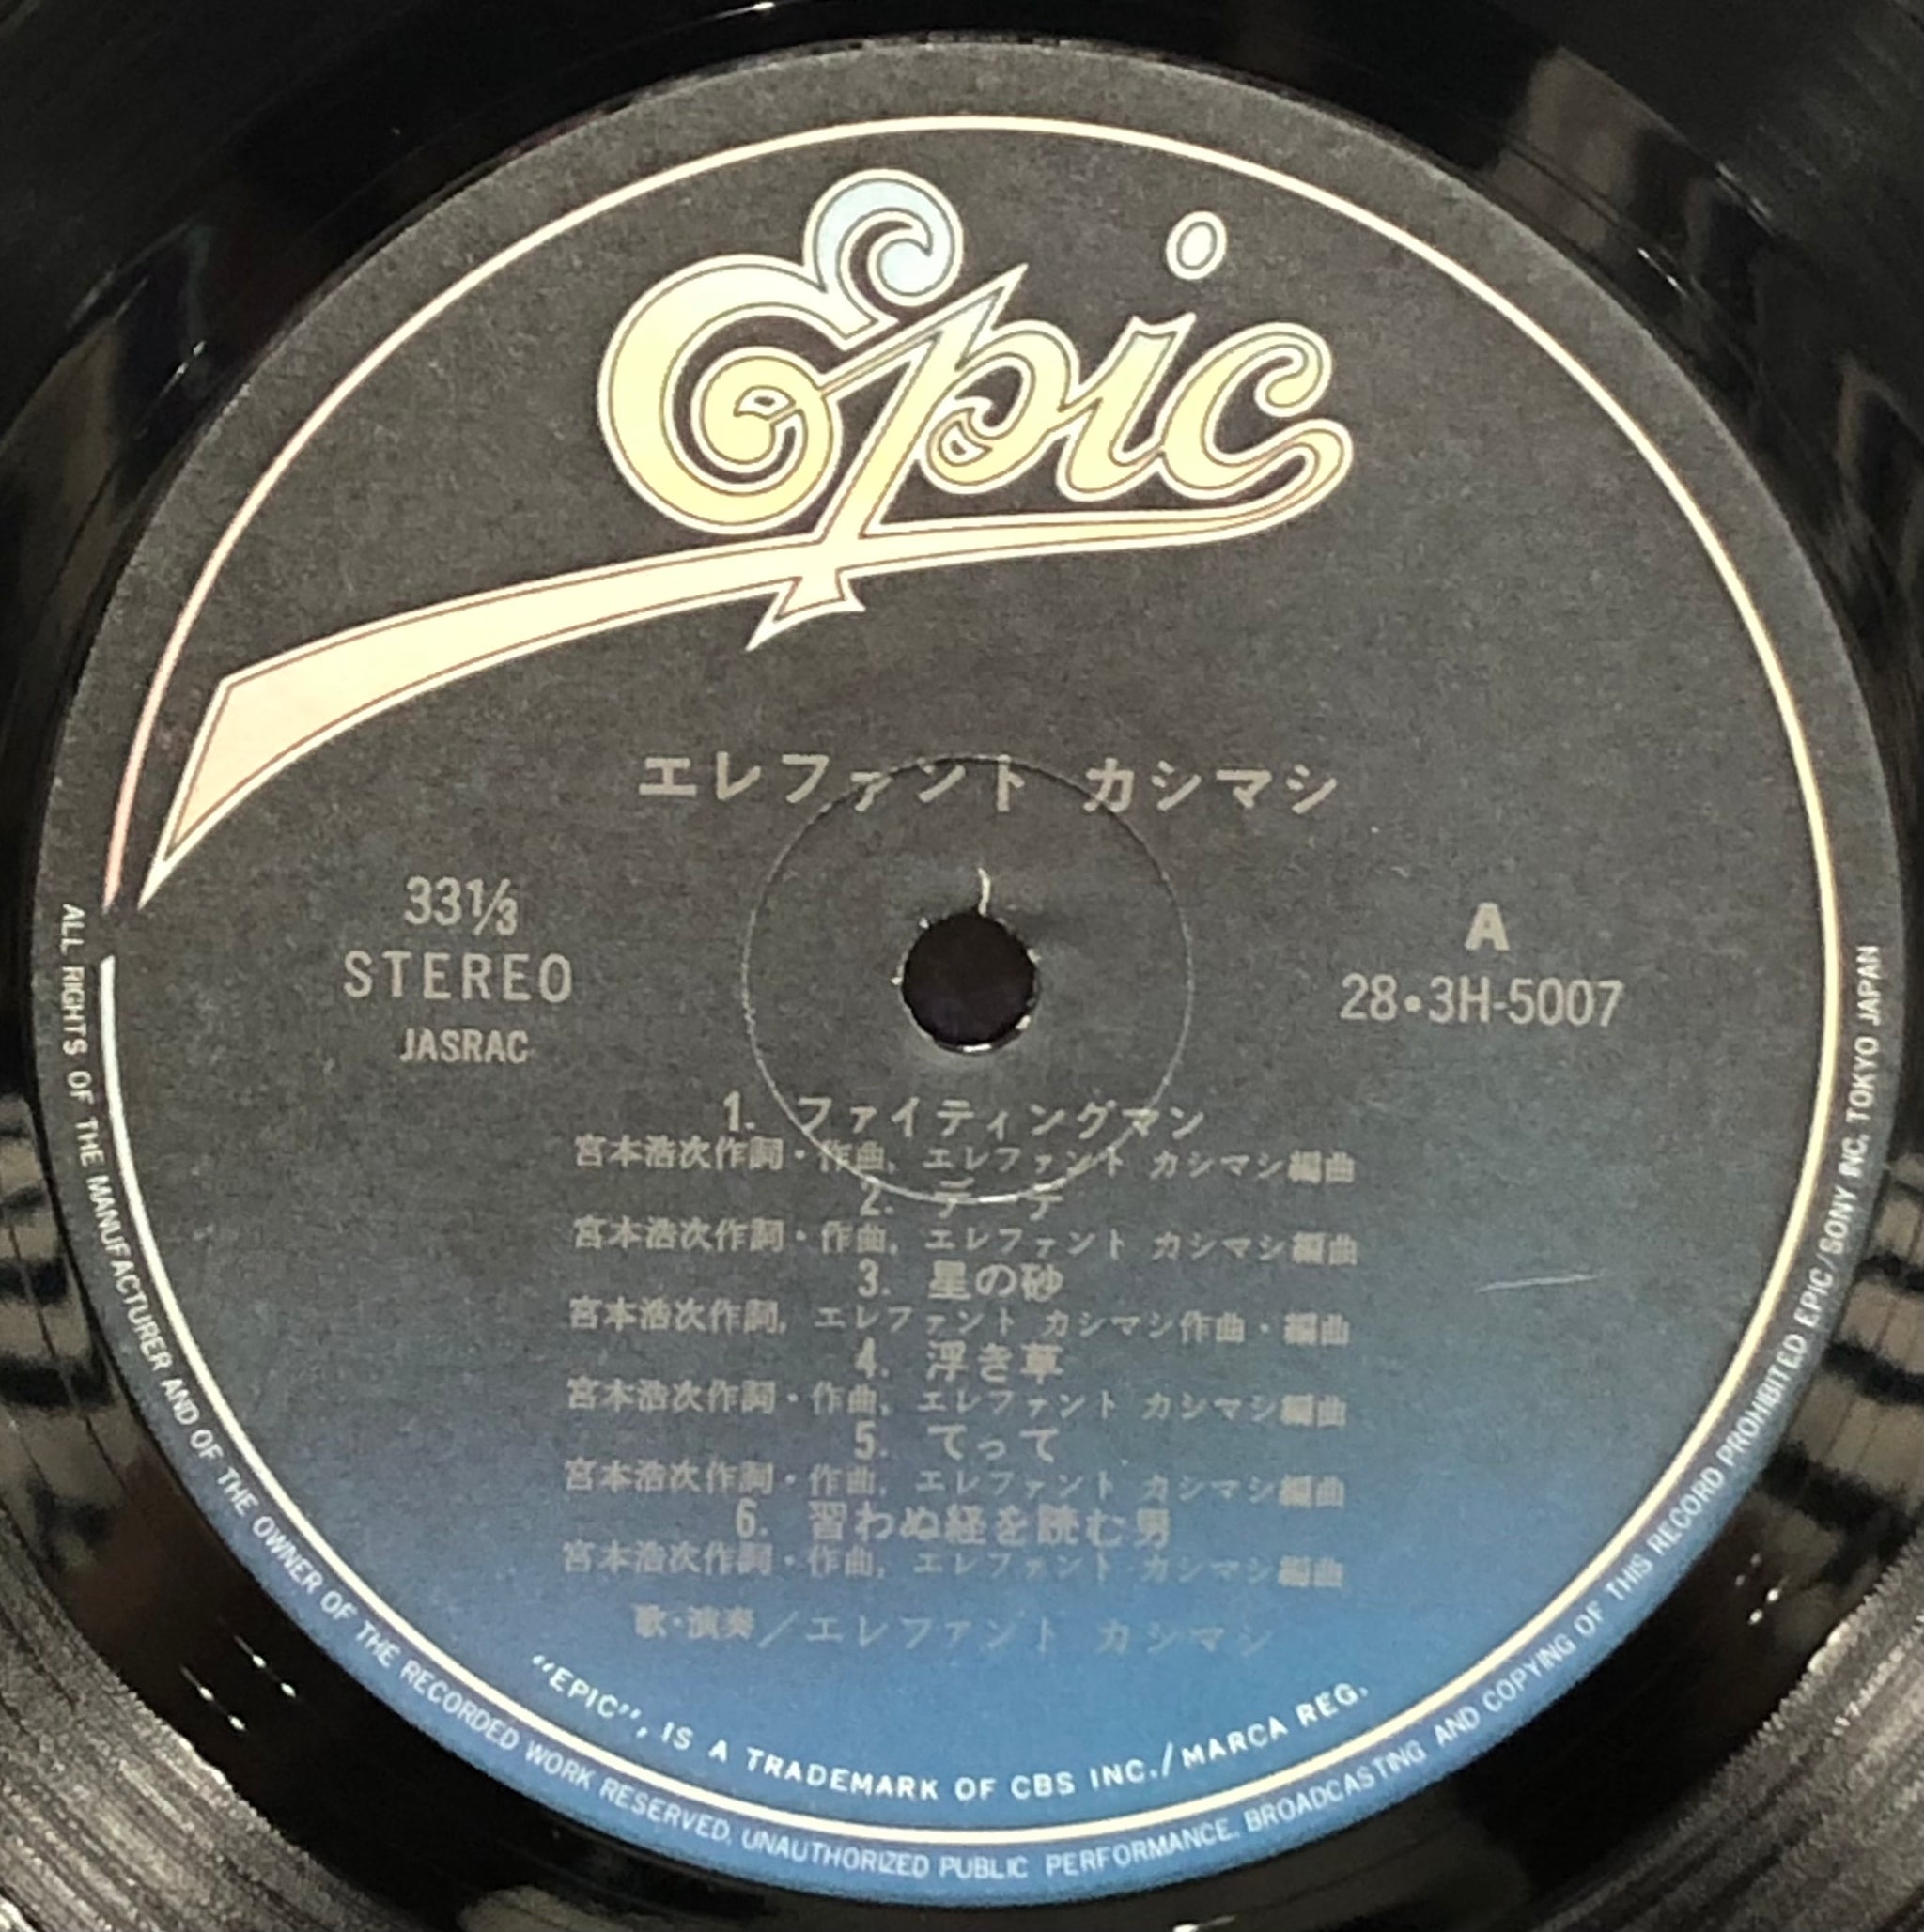 Epic
エレファント カシマシ
33⅓
STEREO
JASRAC
A
28・3H-5007
1. ファイティングマン
宮本浩次作詞・作曲, エレファント カシマシ編曲
2. デーデ
宮本浩次作詞・作曲, エレファント カシマシ編曲
3. 星の砂
宮本浩次作詞, エレファント カシマシ作曲・編曲
4. 浮き草
宮本浩次作詞・作曲, エレファント カシマシ編曲
5. てって
宮本浩次作詞・作曲, エレファント カシマシ編曲
6. 習わぬ経を読む男
宮本浩次作詞・作曲, エレファント カシマシ編曲
歌・演奏／エレファント カシマシ
"EPIC", IS A TRADEMARK OF CBS INC./MARCA REG.
ALL RIGHTS OF THE MANUFACTURER AND OF THE OWNER OF THE RECORDED WORK RESERVED. UNAUTHORIZED PUBLIC PERFORMANCE. BROADCASTING AND COPYING OF THIS RECORD PROHIBITED EPIC/SONY INC. TOKYO JAPAN